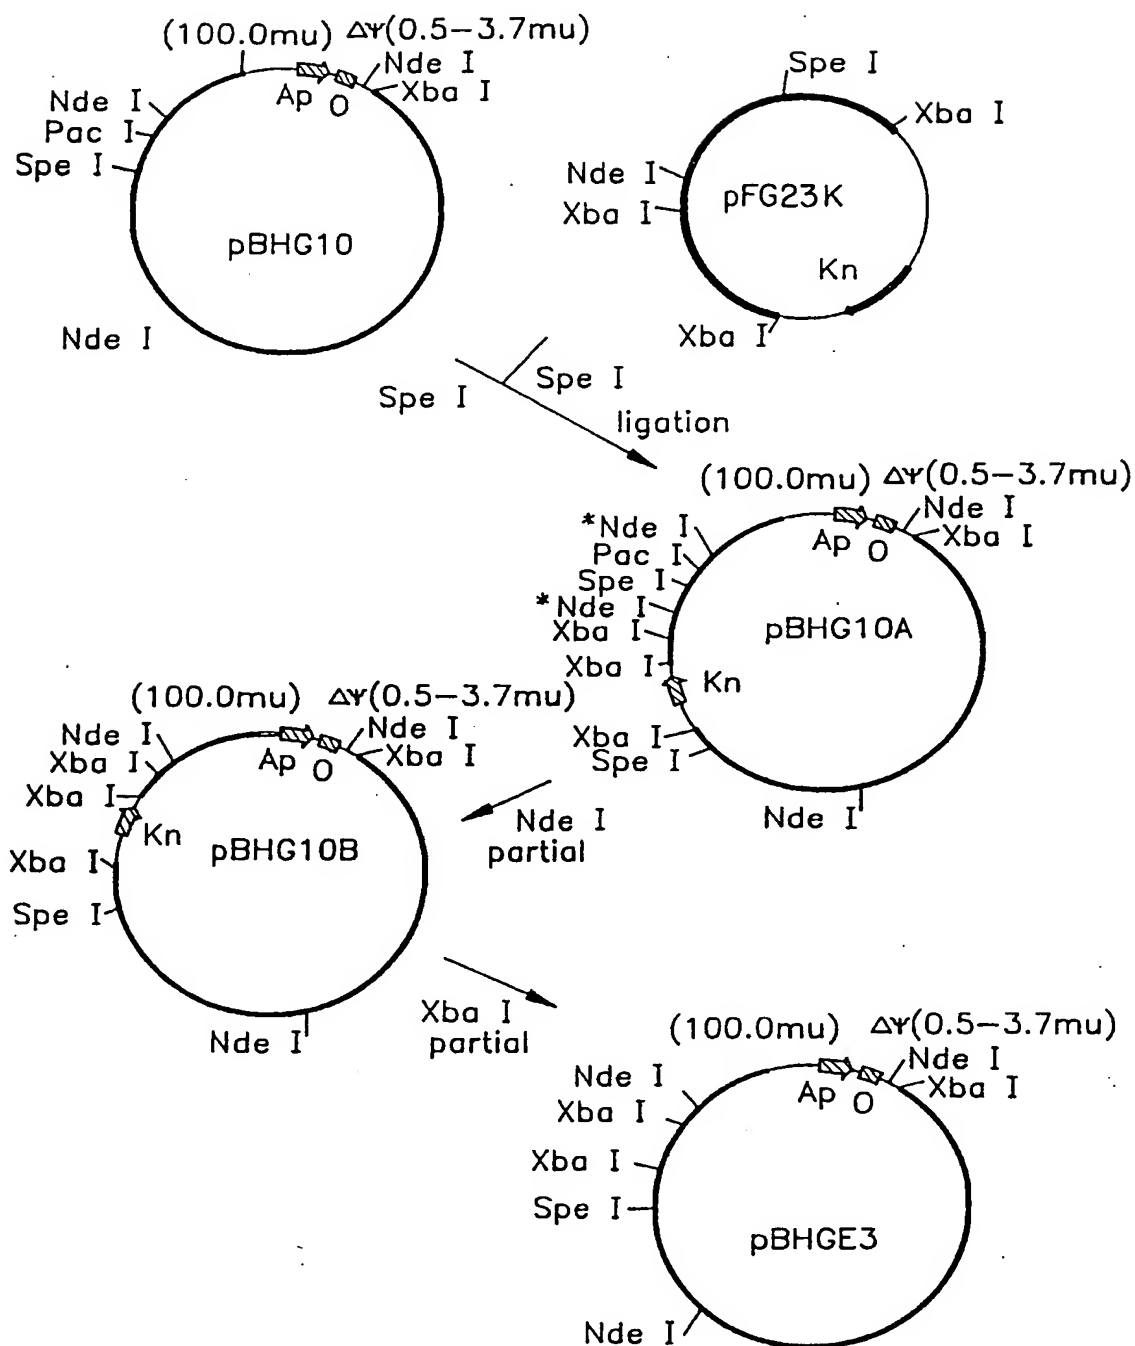 (100.0mu) ΔΨ(0.5–3.7mu)
Nde I
Xba I
Ap O
Nde I
Pac I
Spe I
pBHG10
Nde I
Spe I
Xba I
Nde I
Xba I
pFG23K
Kn
Xba I
Spe I
Spe I
ligation
(100.0mu) ΔΨ(0.5–3.7mu)
Nde I
Xba I
Ap O
*Nde I
Pac I
Spe I
*Nde I
Xba I
Xba I
Kn
pBHG10A
Xba I
Spe I
Nde I
Nde I
partial
(100.0mu) ΔΨ(0.5–3.7mu)
Nde I
Xba I
Ap O
Nde I
Xba I
Xba I
Kn
pBHG10B
Xba I
Spe I
Nde I
Xba I
partial
(100.0mu) ΔΨ(0.5–3.7mu)
Nde I
Xba I
Ap O
Nde I
Xba I
Xba I
Spe I
pBHGE3
Nde I